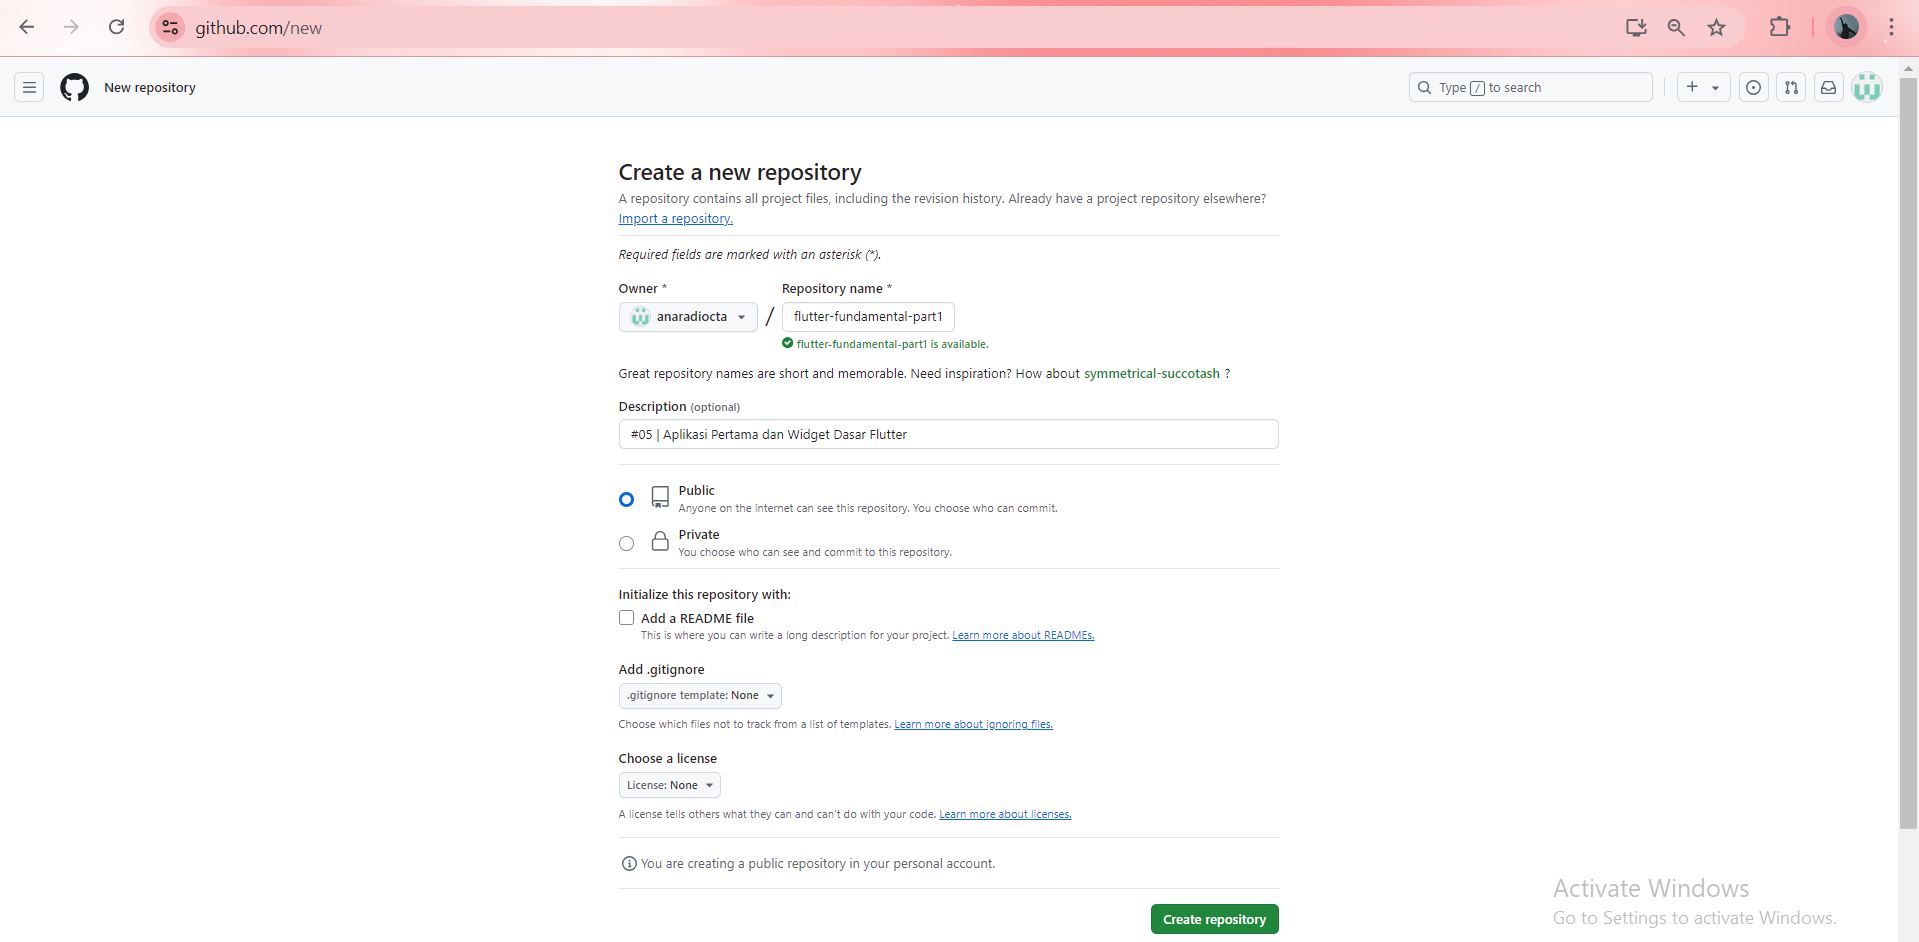 github.com/new
New repository
Type / to search
Create a new repository
A repository contains all project files, including the revision history. Already have a project repository elsewhere?
Import a repository.
Required fields are marked with an asterisk (*).
Owner *
Repository name *
anaradiocta
/
flutter-fundamental-part1
flutter-fundamental-part1 is available.
Great repository names are short and memorable. Need inspiration? How about symmetrical-succotash ?
Description (optional)
#05 | Aplikasi Pertama dan Widget Dasar Flutter
Public
Anyone on the internet can see this repository. You choose who can commit.
Private
You choose who can see and commit to this repository.
Initialize this repository with:
Add a README file
This is where you can write a long description for your project. Learn more about READMEs.
Add .gitignore
.gitignore template: None
Choose which files not to track from a list of templates. Learn more about ignoring files.
Choose a license
License: None
A license tells others what they can and can't do with your code. Learn more about licenses.
You are creating a public repository in your personal account.
Create repository
Activate Windows
Go to Settings to activate Windows.